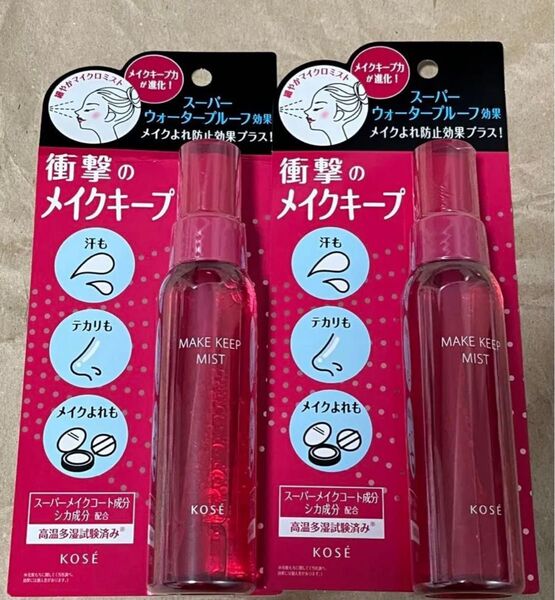 細やかマイクロミスト
メイクキープ力
が進化！
スーパー
ウォータープルーフ効果
メイクよれ防止効果プラス！
衝撃の
メイクキープ
汗も
テカリも
メイクよれも
MAKE KEEP
MIST
KOSÉ
スーパーメイクコート成分
シカ成分 配合
高温多湿試験済み※
KOSÉ
細やかマイクロミスト
メイクキープ力
が進化！
スーパー
ウォータープルーフ効果
メイクよれ防止効果プラス！
衝撃の
メイクキープ
汗も
テカリも
メイクよれも
MAKE KEEP
MIST
KOSÉ
スーパーメイクコート成分
シカ成分 配合
高温多湿試験済み※
KOSÉ